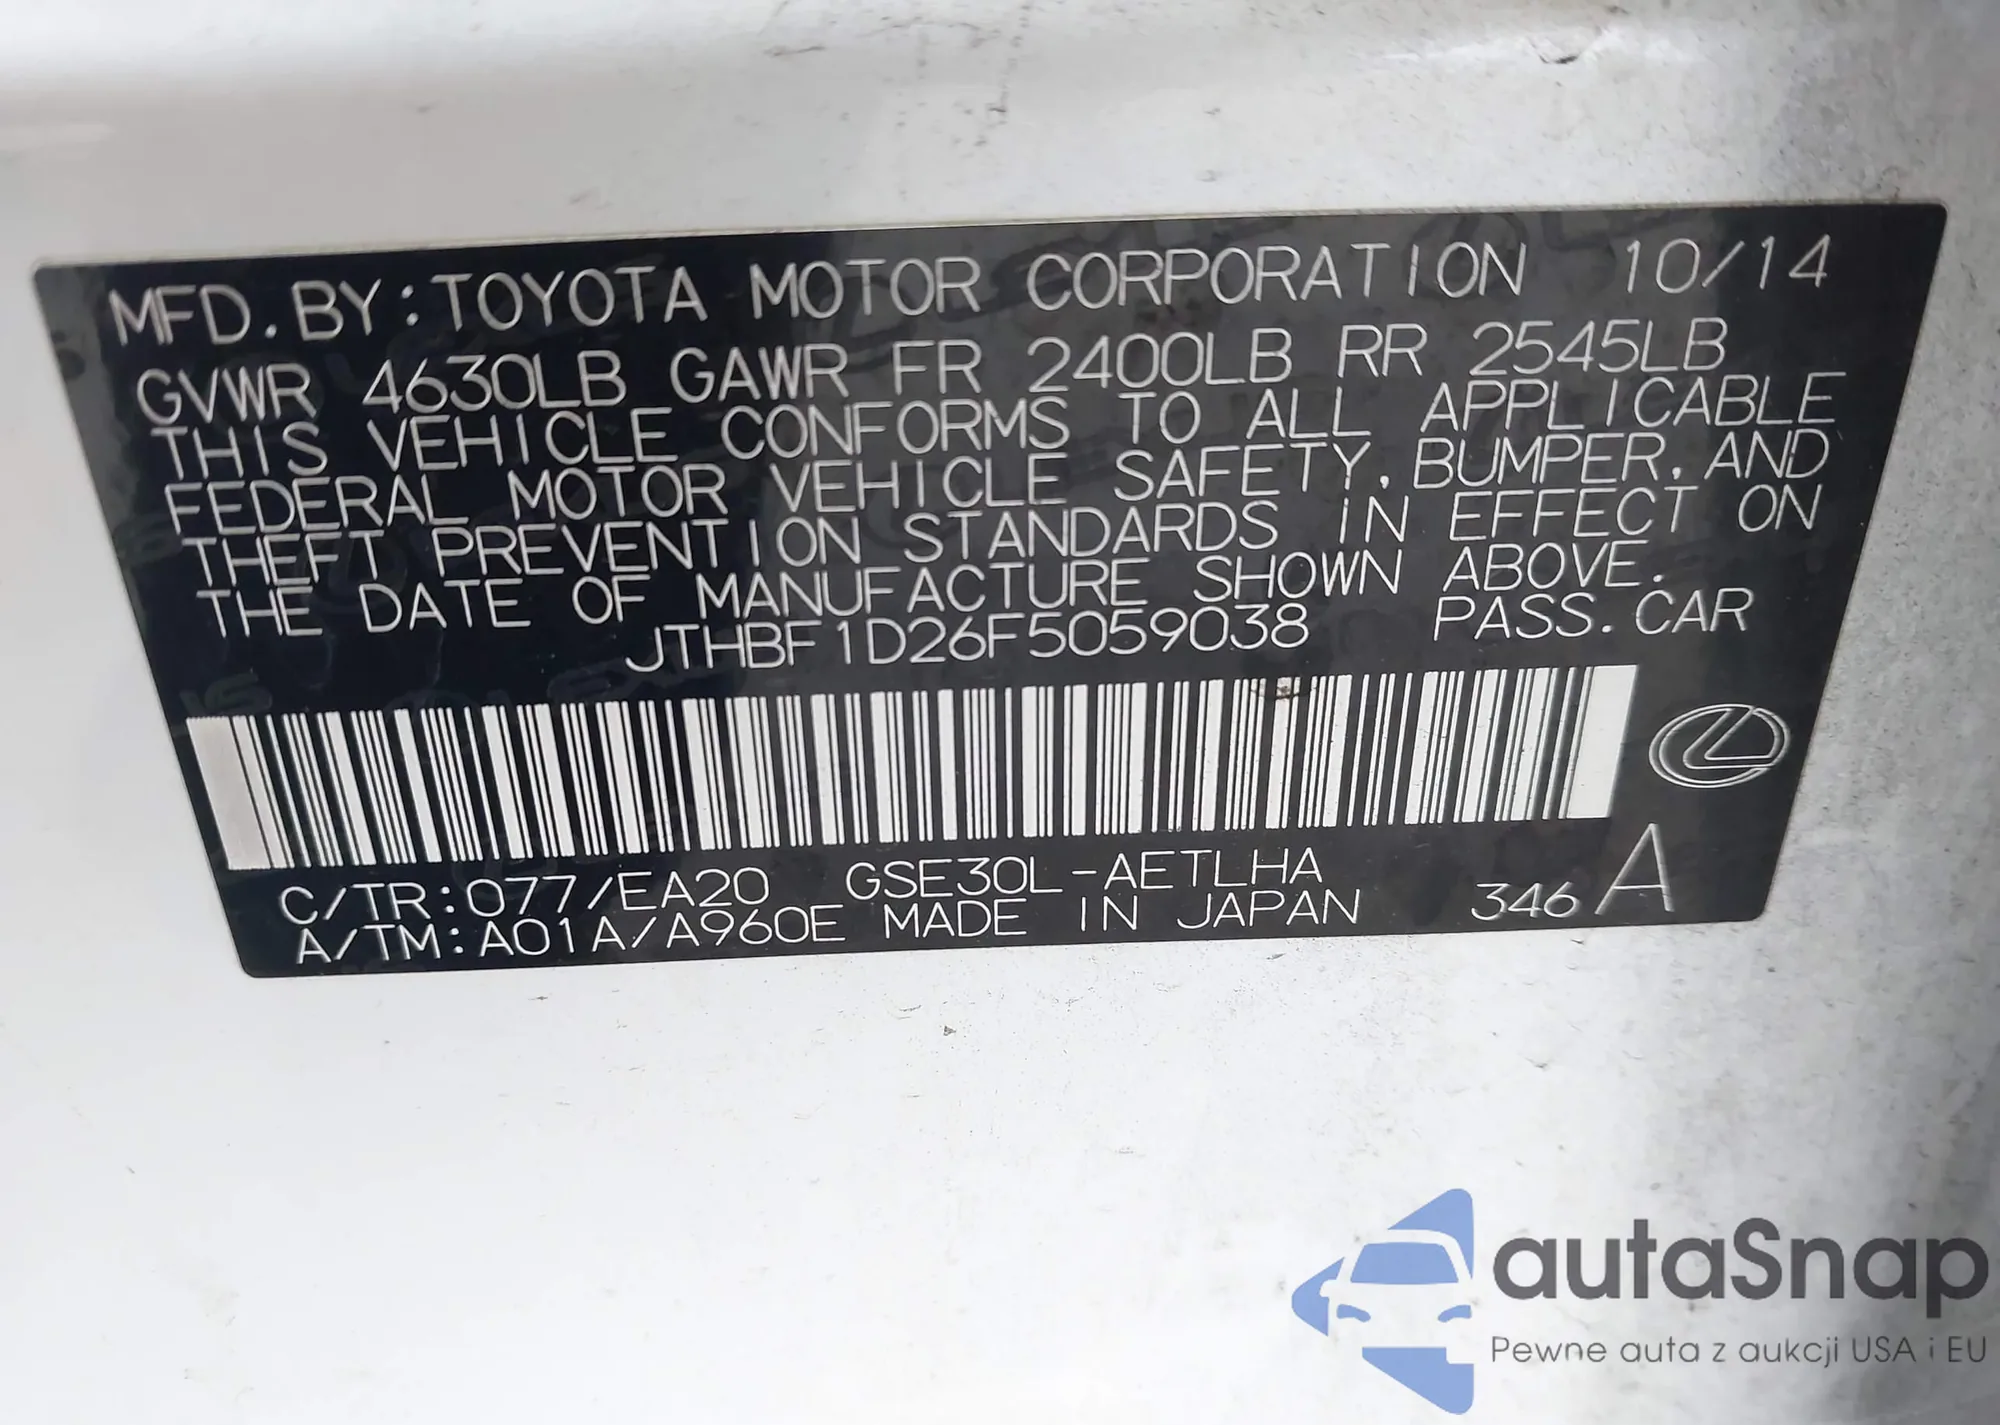 MFD. BY: TOYOTA MOTOR CORPORATION 10/14
GVWR 4630LB GAWR FR 2400LB RR 2545LB
THIS VEHICLE CONFORMS TO ALL APPLICABLE
FEDERAL MOTOR VEHICLE SAFETY, BUMPER, AND
THEFT PREVENTION STANDARDS IN EFFECT ON
THE DATE OF MANUFACTURE SHOWN ABOVE.
JTHBF1D26F5059038 PASS. CAR
C/TR: 077/EA20 GSE30L-AETLHA
A/TM: A01A/A960E MADE IN JAPAN 346 A
autaSnap
Pewne auta z aukcji USA i EU